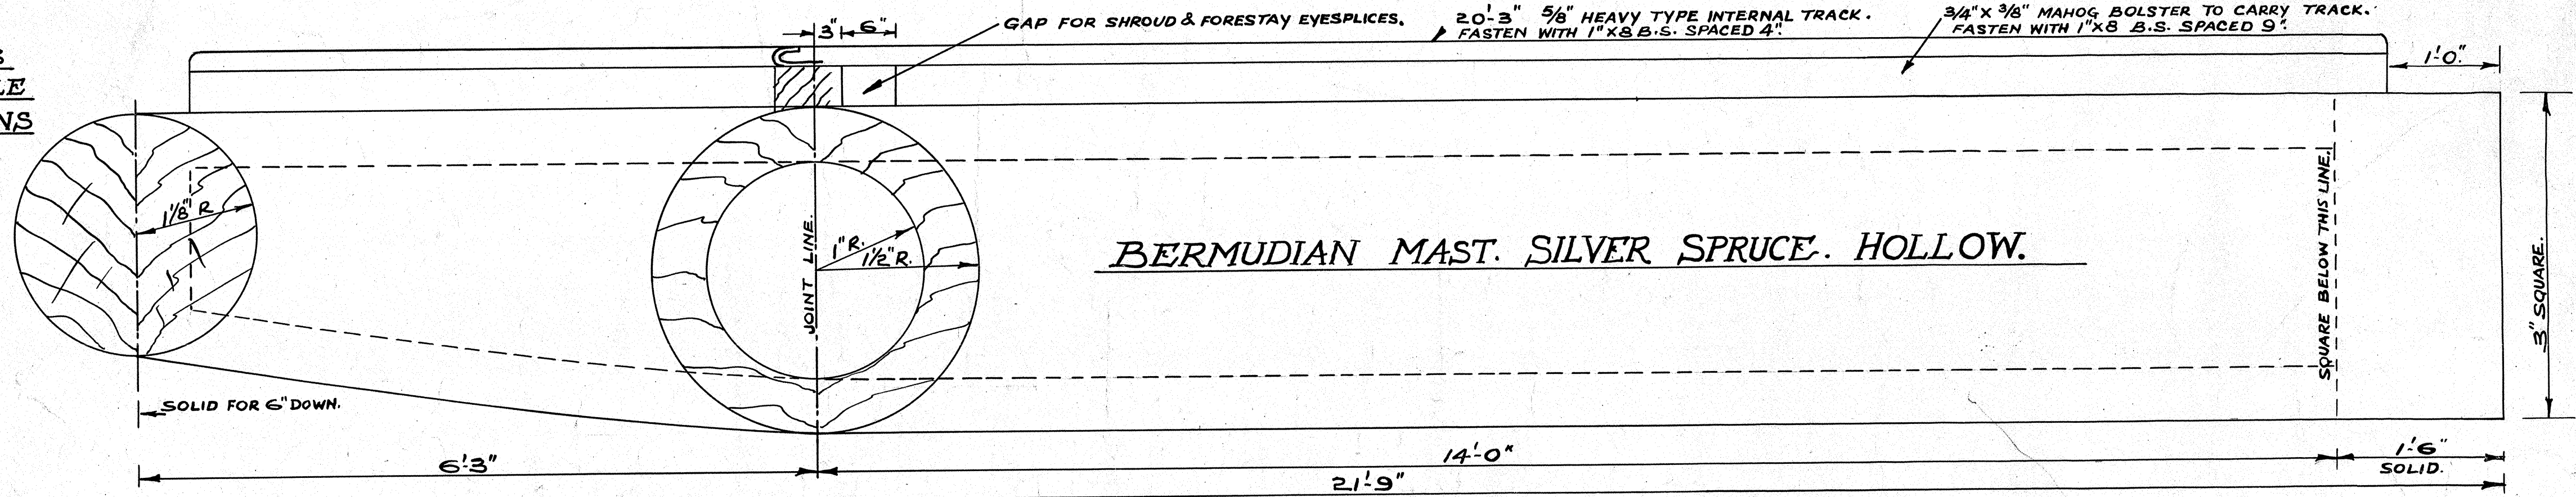 3" 6"
GAP FOR SHROUD & FORESTAY EYESPLICES.
20'-3" 5/8" HEAVY TYPE INTERNAL TRACK.
FASTEN WITH 1"X8 B.S. SPACED 4".
3/4" X 3/8" MAHOG BOLSTER TO CARRY TRACK.
FASTEN WITH 1"X8 B.S. SPACED 9".
1'-0"
1 1/8" R
JOINT LINE.
1" R.
1 1/2" R.
BERMUDIAN MAST. SILVER SPRUCE. HOLLOW.
SQUARE BELOW THIS LINE.
3" SQUARE.
SOLID FOR 6" DOWN.
6'-3"
14'-0"
1'-6"
SOLID.
21'-9"